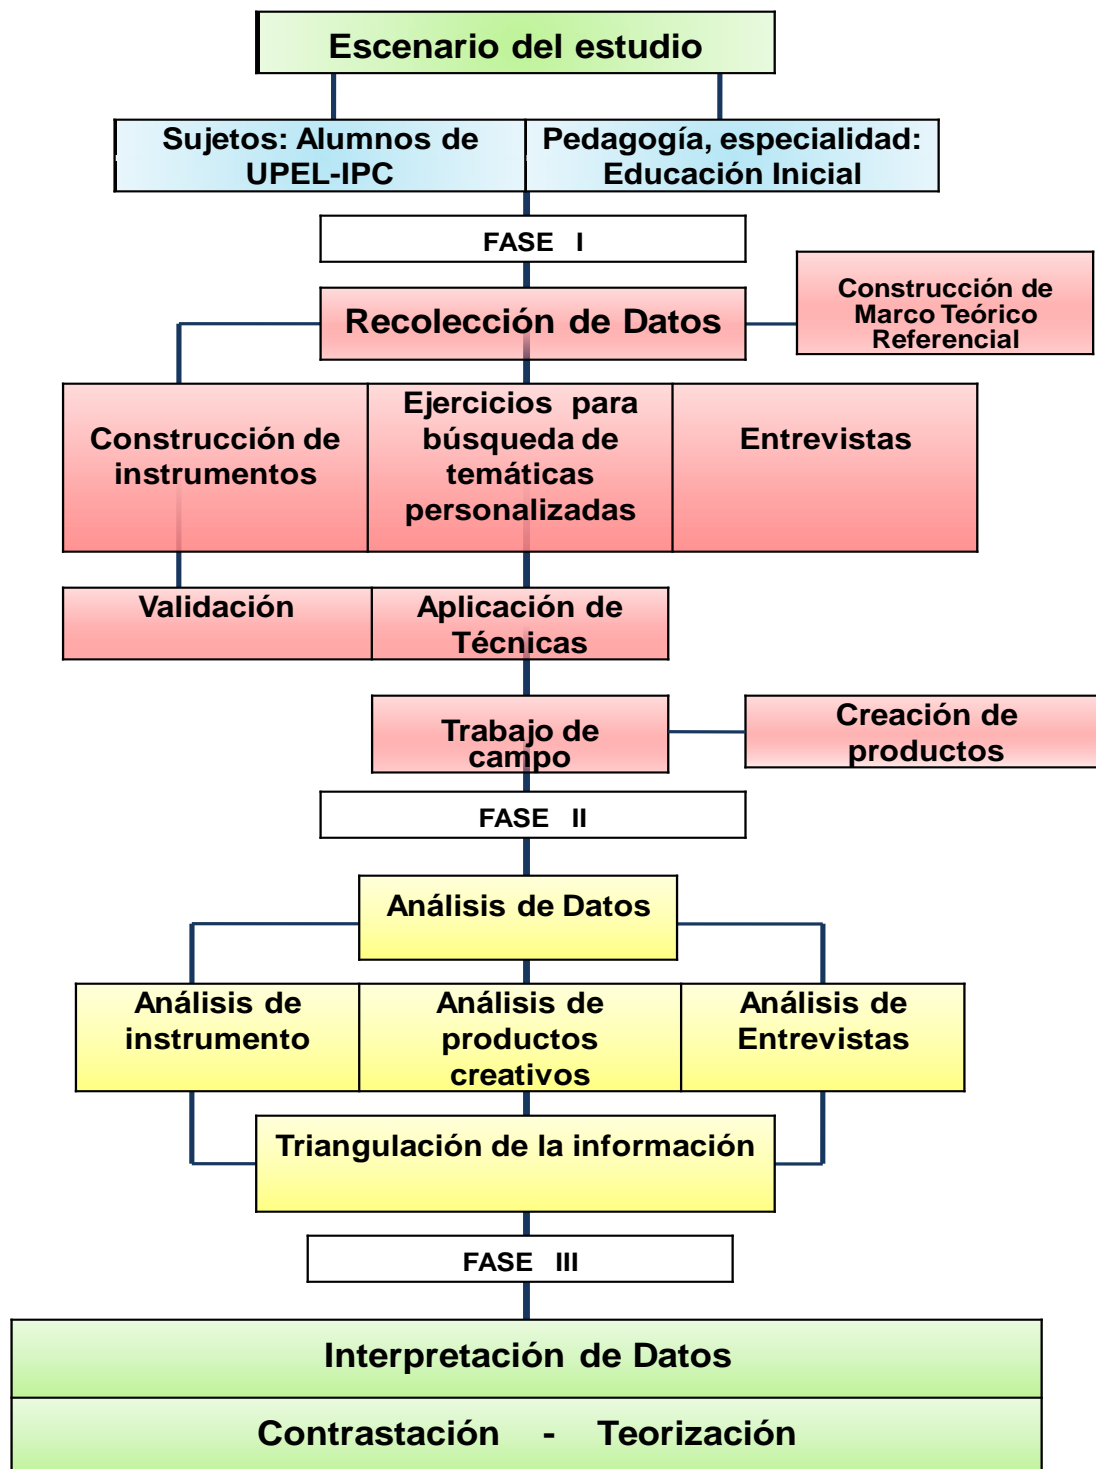 Escenario del estudio
Sujetos: Alumnos de
UPEL-IPC
Pedagogía, especialidad:
Educación Inicial
FASE I
Recolección de Datos
Construcción de
Marco Teórico
Referencial
Construcción de
instrumentos
Ejercicios para
búsqueda de
temáticas
personalizadas
Entrevistas
Validación
Aplicación de
Técnicas
Trabajo de
campo
Creación de
productos
FASE II
Análisis de Datos
Análisis de
instrumento
Análisis de
productos
creativos
Análisis de
Entrevistas
Triangulación de la información
FASE III
Interpretación de Datos
Contrastación - Teorización